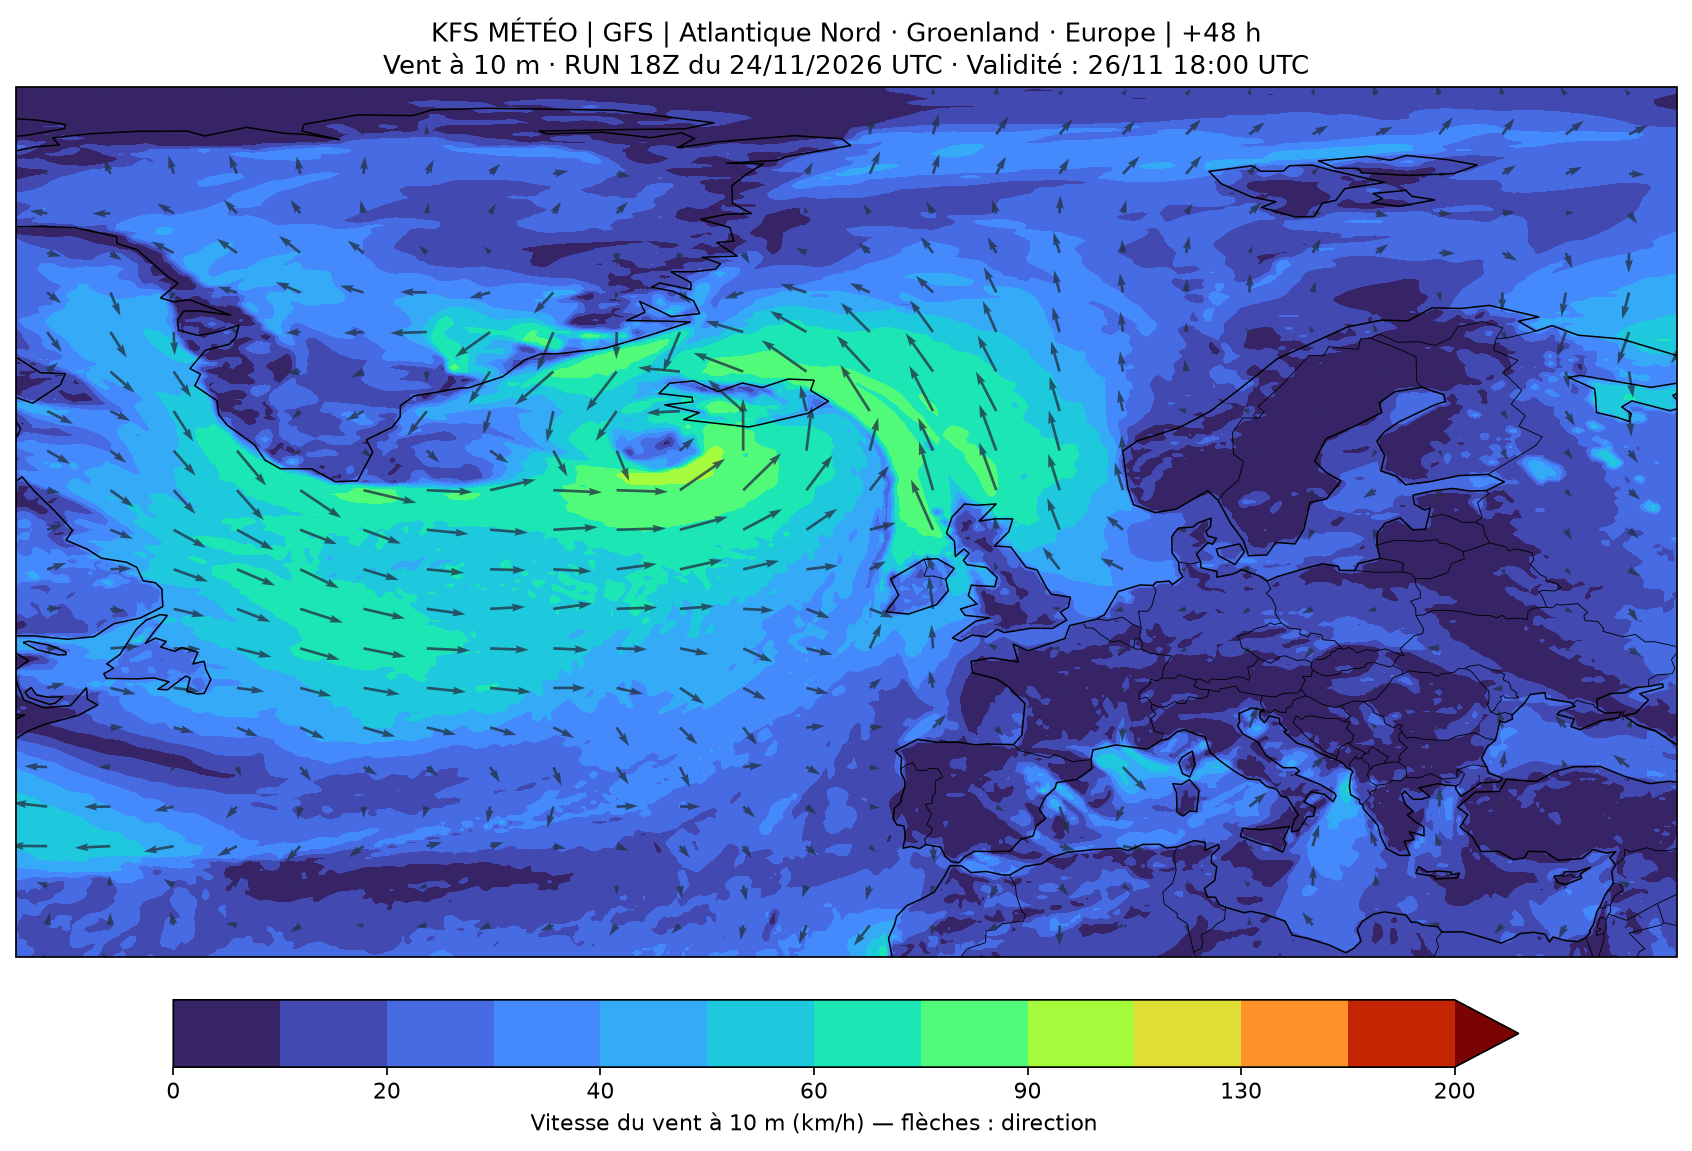 KFS MÉTÉO | GFS | Atlantique Nord · Groenland · Europe | +48 h
Vent à 10 m · RUN 18Z du 24/11/2026 UTC · Validité : 26/11 18:00 UTC
0 20 40 60 90 130 200
Vitesse du vent à 10 m (km/h) — flèches : direction